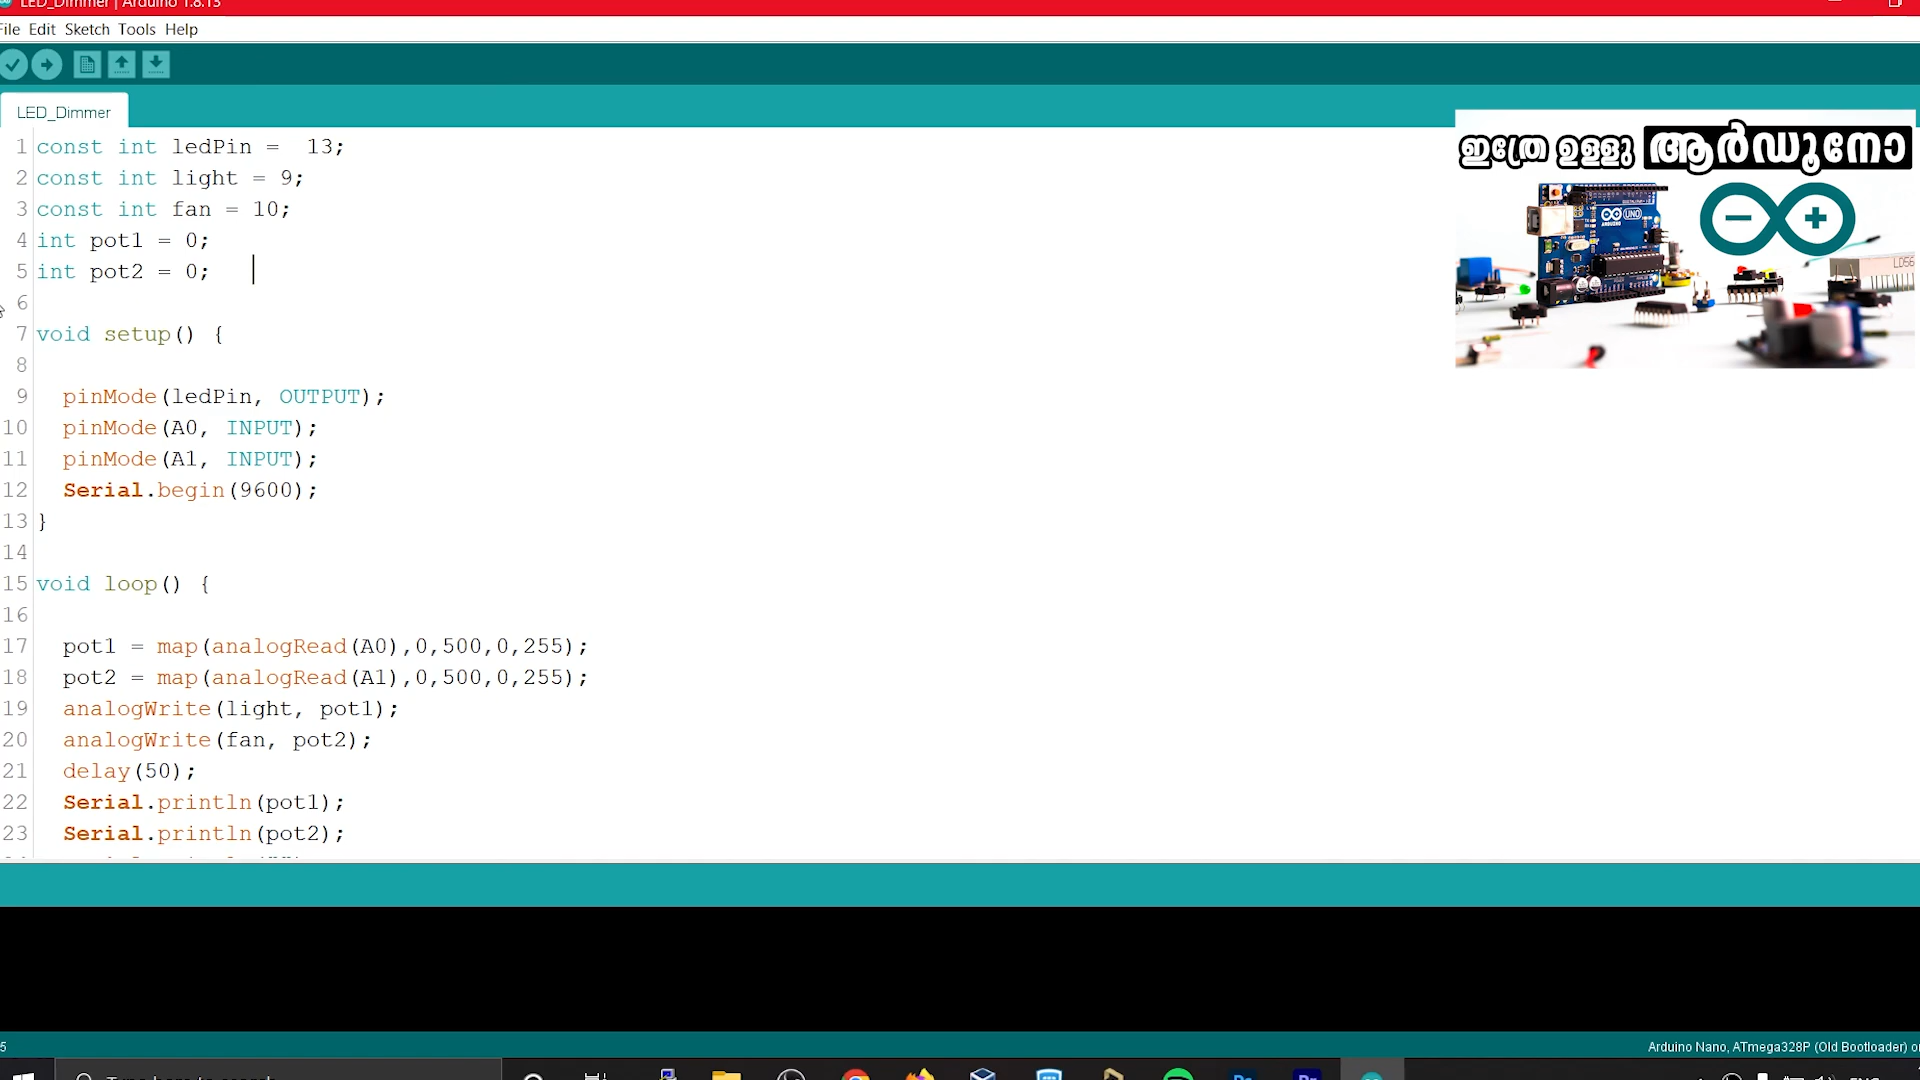 LED_Dimmer | Arduino 1.8.13
File Edit Sketch Tools Help
LED_Dimmer
ഇത്രേ ഉള്ളു ആർഡൂനോ
UNO
1 const int ledPin =  13;
2 const int light = 9;
3 const int fan = 10;
4 int pot1 = 0;
5 int pot2 = 0;
6
7 void setup() {
8
9 pinMode(ledPin, OUTPUT);
10 pinMode(A0, INPUT);
11 pinMode(A1, INPUT);
12 Serial.begin(9600);
13 }
14
15 void loop() {
16
17 pot1 = map(analogRead(A0),0,500,0,255);
18 pot2 = map(analogRead(A1),0,500,0,255);
19 analogWrite(light, pot1);
20 analogWrite(fan, pot2);
21 delay(50);
22 Serial.println(pot1);
23 Serial.println(pot2);
5
Arduino Nano, ATmega328P (Old Bootloader) o
Type here to search